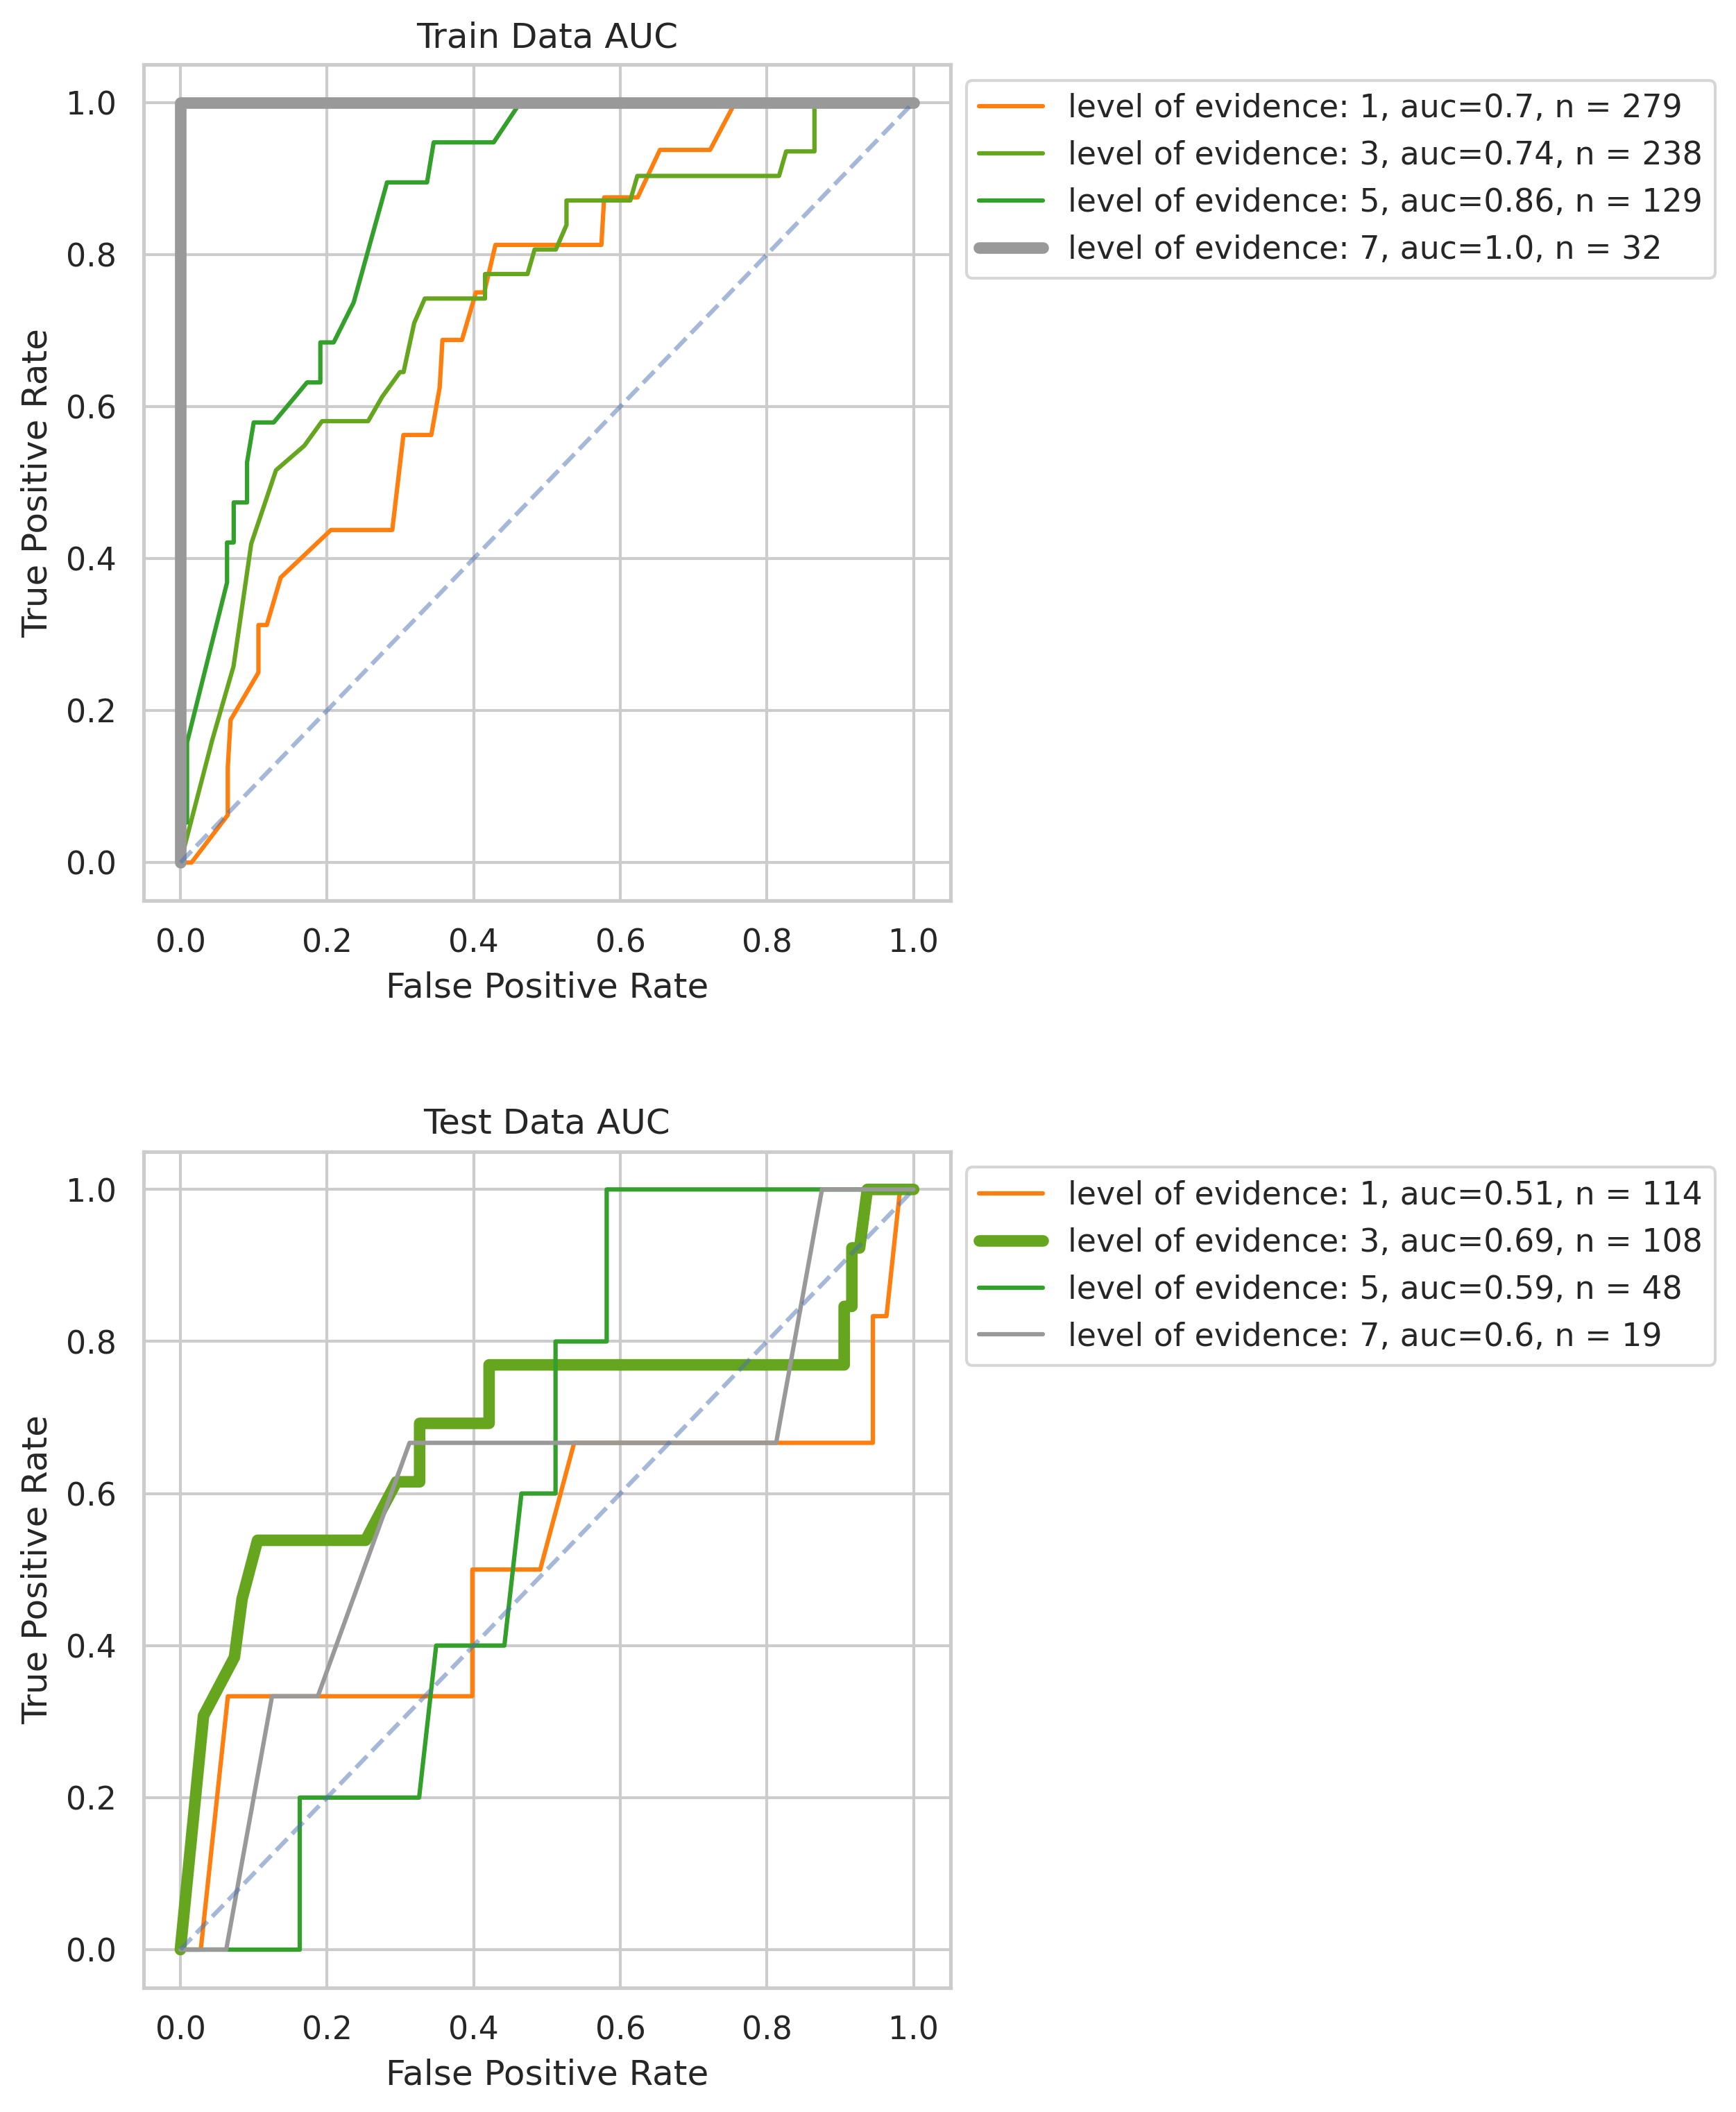 Train Data AUC
1.0
0.8
0.6
0.4
0.2
0.0
True Positive Rate
0.0 0.2 0.4 0.6 0.8 1.0
False Positive Rate
level of evidence: 1, auc=0.7, n = 279
level of evidence: 3, auc=0.74, n = 238
level of evidence: 5, auc=0.86, n = 129
level of evidence: 7, auc=1.0, n = 32
Test Data AUC
1.0
0.8
0.6
0.4
0.2
0.0
True Positive Rate
0.0 0.2 0.4 0.6 0.8 1.0
False Positive Rate
level of evidence: 1, auc=0.51, n = 114
level of evidence: 3, auc=0.69, n = 108
level of evidence: 5, auc=0.59, n = 48
level of evidence: 7, auc=0.6, n = 19